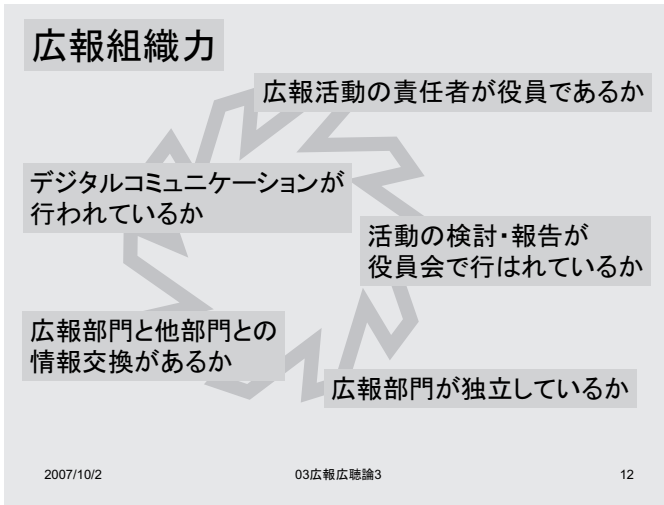 広報組織力
広報活動の責任者が役員であるか
デジタルコミュニケーションが
行われているか
活動の検討・報告が
役員会で行はれているか
広報部門と他部門との
情報交換があるか
広報部門が独立しているか
2007/10/2
03広報広聴論3
12